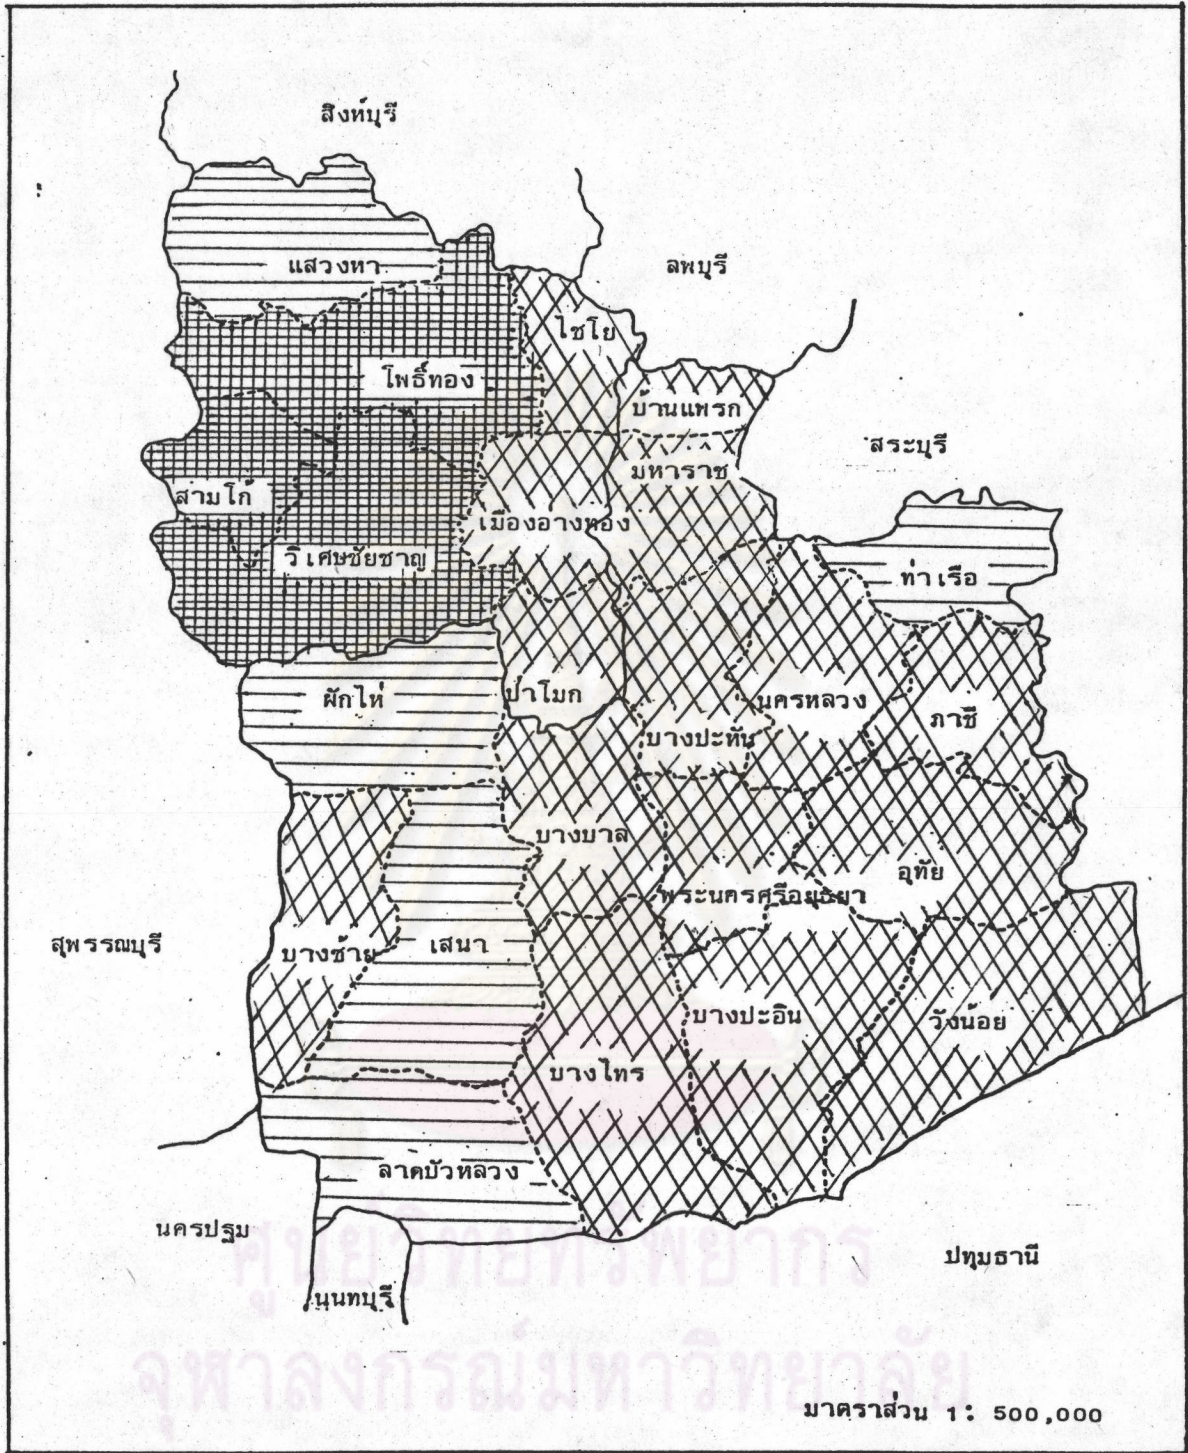 สิงห์บุรี
ลพบุรี
แสวงหา
ไชโย
โพธิ์ทอง
บ้านแพรก
สระบุรี
มหาราช
สามโก้
เมืองอ่างทอง
วิเศษชัยชาญ
ท่าเรือ
ผักไห่
ป่าโมก
นครหลวง
ภาชี
บางปะหัน
บางบาล
อุทัย
พระนครศรีอยุธยา
สุพรรณบุรี
บางซ้าย
เสนา
บางปะอิน
วังน้อย
บางไทร
ลาดบัวหลวง
นครปฐม
ปทุมธานี
นนทบุรี
ศูนย์วิทยทรัพยากร
จุฬาลงกรณ์มหาวิทยาลัย
มาตราส่วน 1: 500,000